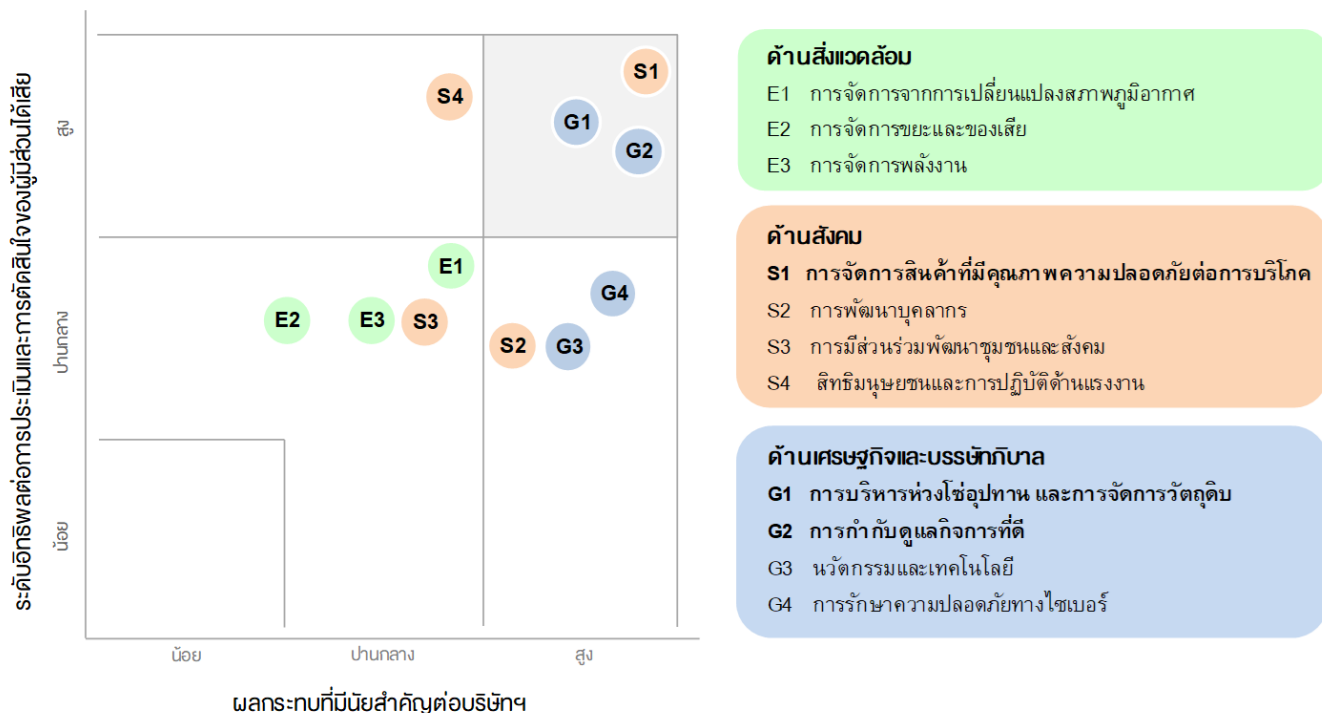 ระดับอิทธิพลต่อการประเมินและการตัดสินใจของผู้มีส่วนได้เสีย
สูง
ปานกลาง
น้อย
S4
S1
G1
G2
E1
E2
E3
S3
G4
S2
G3
น้อย
ปานกลาง
สูง
ผลกระทบที่มีนัยสำคัญต่อบริษัทฯ
ด้านสิ่งแวดล้อม
E1 การจัดการจากการเปลี่ยนแปลงสภาพภูมิอากาศ
E2 การจัดการขยะและของเสีย
E3 การจัดการพลังงาน
ด้านสังคม
S1 การจัดการสินค้าที่มีคุณภาพความปลอดภัยต่อการบริโภค
S2 การพัฒนาบุคลากร
S3 การมีส่วนร่วมพัฒนาชุมชนและสังคม
S4 สิทธิมนุษยชนและการปฏิบัติด้านแรงงาน
ด้านเศรษฐกิจและบรรษัทภิบาล
G1 การบริหารห่วงโซ่อุปทาน และการจัดการวัตถุดิบ
G2 การกำกับดูแลกิจการที่ดี
G3 นวัตกรรมและเทคโนโลยี
G4 การรักษาความปลอดภัยทางไซเบอร์